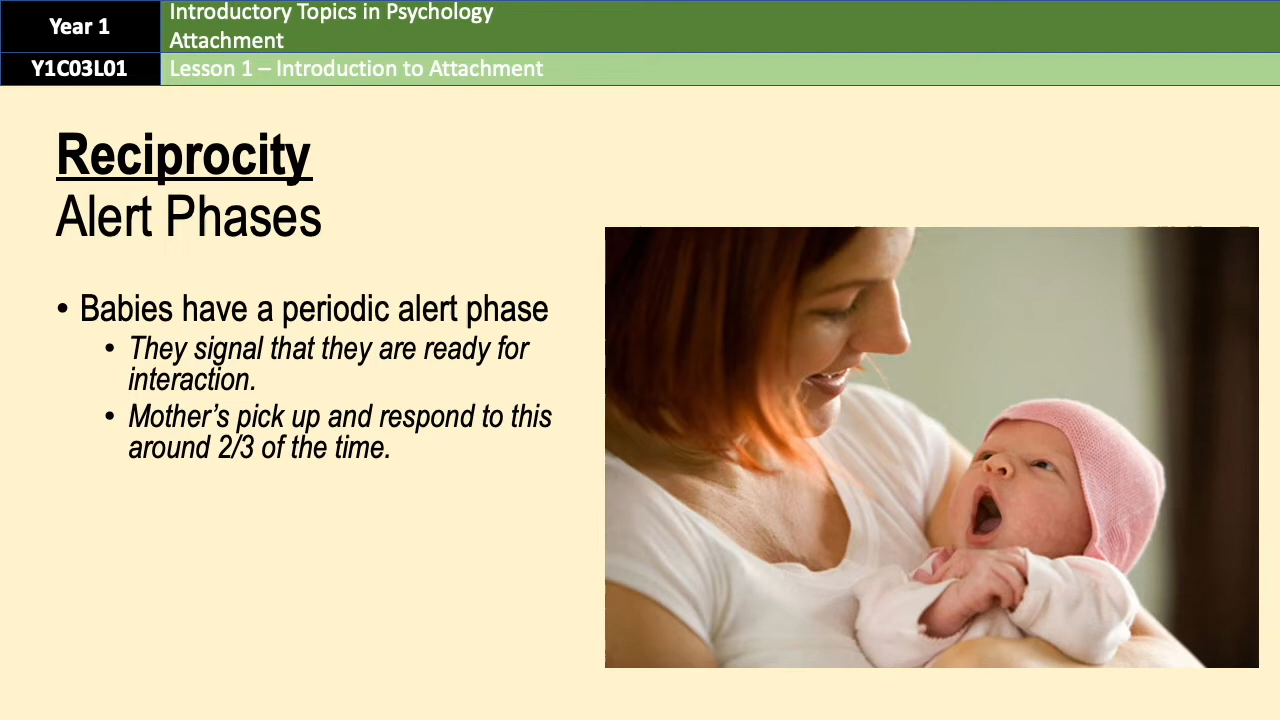 Year 1
Introductory Topics in Psychology
Attachment
Y1C03L01
Lesson 1 – Introduction to Attachment
Reciprocity
Alert Phases
• Babies have a periodic alert phase
• They signal that they are ready for
interaction.
• Mother’s pick up and respond to this
around 2/3 of the time.